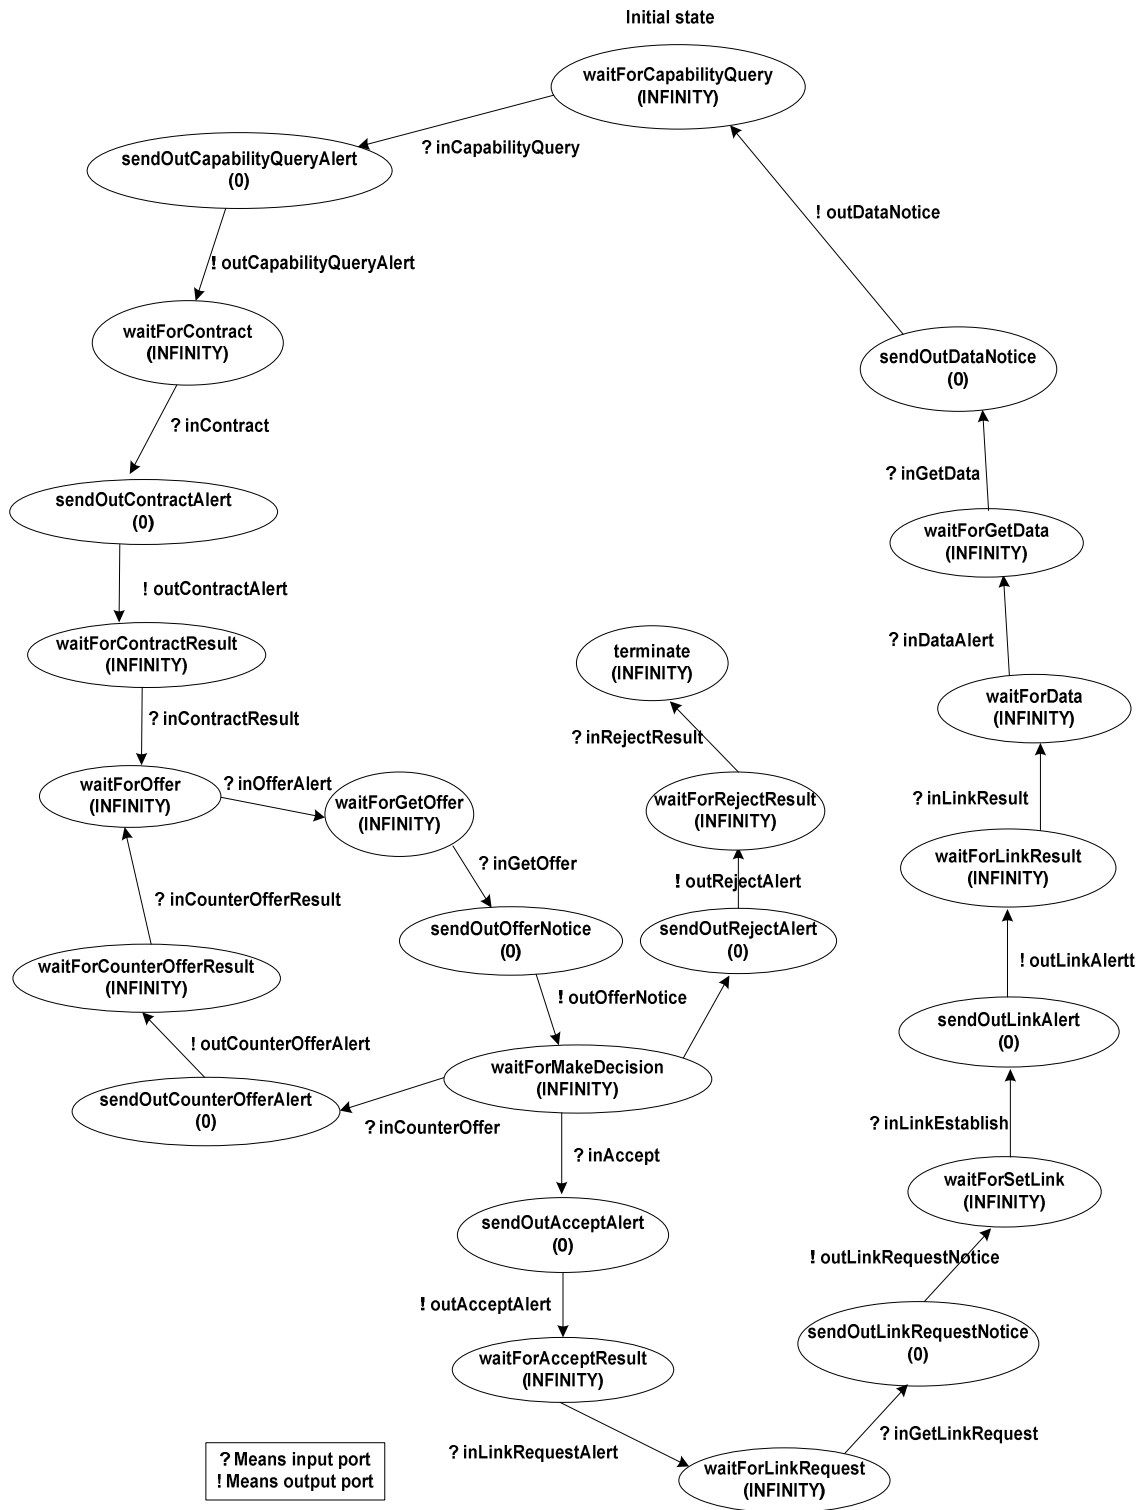 Initial state
waitForCapabilityQuery
(INFINITY)
? inCapabilityQuery
sendOutCapabilityQueryAlert
(0)
! outDataNotice
! outCapabilityQueryAlert
waitForContract
(INFINITY)
sendOutDataNotice
(0)
? inContract
? inGetData
sendOutContractAlert
(0)
waitForGetData
(INFINITY)
! outContractAlert
waitForContractResult
(INFINITY)
terminate
(INFINITY)
? inDataAlert
waitForData
(INFINITY)
? inContractResult
? inRejectResult
waitForOffer
(INFINITY)
? inOfferAlert
waitForGetOffer
(INFINITY)
waitForRejectResult
(INFINITY)
? inLinkResult
waitForLinkResult
(INFINITY)
? inGetOffer
? inCounterOfferResult
! outRejectAlert
sendOutOfferNotice
(0)
sendOutRejectAlert
(0)
waitForCounterOfferResult
(INFINITY)
! outLinkAlertt
! outOfferNotice
sendOutLinkAlert
(0)
! outCounterOfferAlert
waitForMakeDecision
(INFINITY)
sendOutCounterOfferAlert
(0)
? inCounterOffer
? inLinkEstablish
? inAccept
waitForSetLink
(INFINITY)
sendOutAcceptAlert
(0)
! outLinkRequestNotice
! outAcceptAlert
sendOutLinkRequestNotice
(0)
waitForAcceptResult
(INFINITY)
? inGetLinkRequest
? inLinkRequestAlert
waitForLinkRequest
(INFINITY)
? Means input port
! Means output port